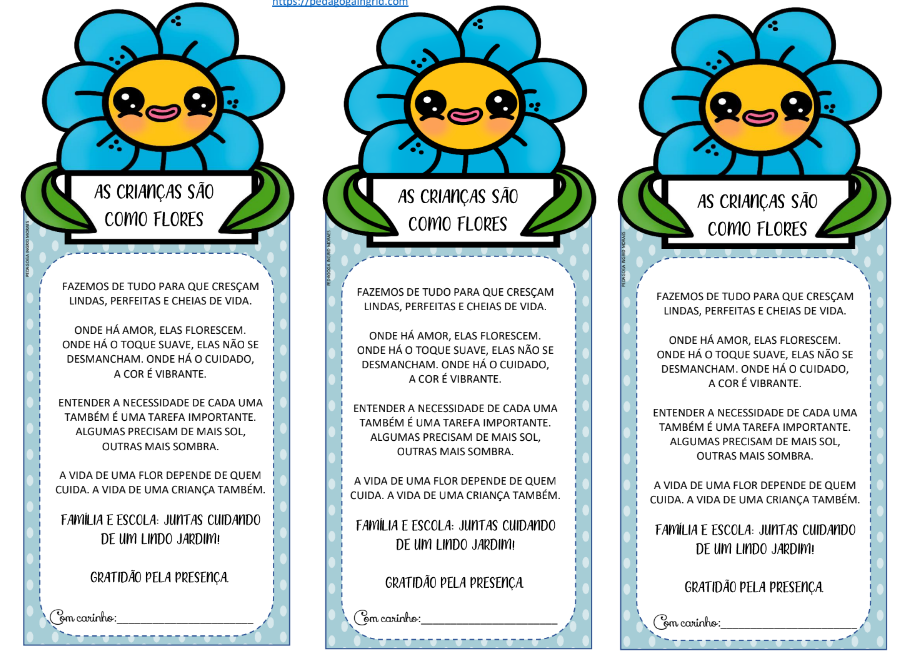 https://pedagogaingrid.com
AS CRIANÇAS SÃO
COMO FLORES
PEDAGOGA INGRID MORAES
FAZEMOS DE TUDO PARA QUE CRESÇAM
LINDAS, PERFEITAS E CHEIAS DE VIDA.
ONDE HÁ AMOR, ELAS FLORESCEM.
ONDE HÁ O TOQUE SUAVE, ELAS NÃO SE
DESMANCHAM. ONDE HÁ O CUIDADO,
A COR É VIBRANTE.
ENTENDER A NECESSIDADE DE CADA UMA
TAMBÉM É UMA TAREFA IMPORTANTE.
ALGUMAS PRECISAM DE MAIS SOL,
OUTRAS MAIS SOMBRA.
A VIDA DE UMA FLOR DEPENDE DE QUEM
CUIDA. A VIDA DE UMA CRIANÇA TAMBÉM.
FAMÍLIA E ESCOLA: JUNTAS CUIDANDO
DE UM LINDO JARDIM!
GRATIDÃO PELA PRESENÇA.
Com carinho:
AS CRIANÇAS SÃO
COMO FLORES
PEDAGOGA INGRID MORAES
FAZEMOS DE TUDO PARA QUE CRESÇAM
LINDAS, PERFEITAS E CHEIAS DE VIDA.
ONDE HÁ AMOR, ELAS FLORESCEM.
ONDE HÁ O TOQUE SUAVE, ELAS NÃO SE
DESMANCHAM. ONDE HÁ O CUIDADO,
A COR É VIBRANTE.
ENTENDER A NECESSIDADE DE CADA UMA
TAMBÉM É UMA TAREFA IMPORTANTE.
ALGUMAS PRECISAM DE MAIS SOL,
OUTRAS MAIS SOMBRA.
A VIDA DE UMA FLOR DEPENDE DE QUEM
CUIDA. A VIDA DE UMA CRIANÇA TAMBÉM.
FAMÍLIA E ESCOLA: JUNTAS CUIDANDO
DE UM LINDO JARDIM!
GRATIDÃO PELA PRESENÇA.
Com carinho:
AS CRIANÇAS SÃO
COMO FLORES
PEDAGOGA INGRID MORAES
FAZEMOS DE TUDO PARA QUE CRESÇAM
LINDAS, PERFEITAS E CHEIAS DE VIDA.
ONDE HÁ AMOR, ELAS FLORESCEM.
ONDE HÁ O TOQUE SUAVE, ELAS NÃO SE
DESMANCHAM. ONDE HÁ O CUIDADO,
A COR É VIBRANTE.
ENTENDER A NECESSIDADE DE CADA UMA
TAMBÉM É UMA TAREFA IMPORTANTE.
ALGUMAS PRECISAM DE MAIS SOL,
OUTRAS MAIS SOMBRA.
A VIDA DE UMA FLOR DEPENDE DE QUEM
CUIDA. A VIDA DE UMA CRIANÇA TAMBÉM.
FAMÍLIA E ESCOLA: JUNTAS CUIDANDO
DE UM LINDO JARDIM!
GRATIDÃO PELA PRESENÇA.
Com carinho: